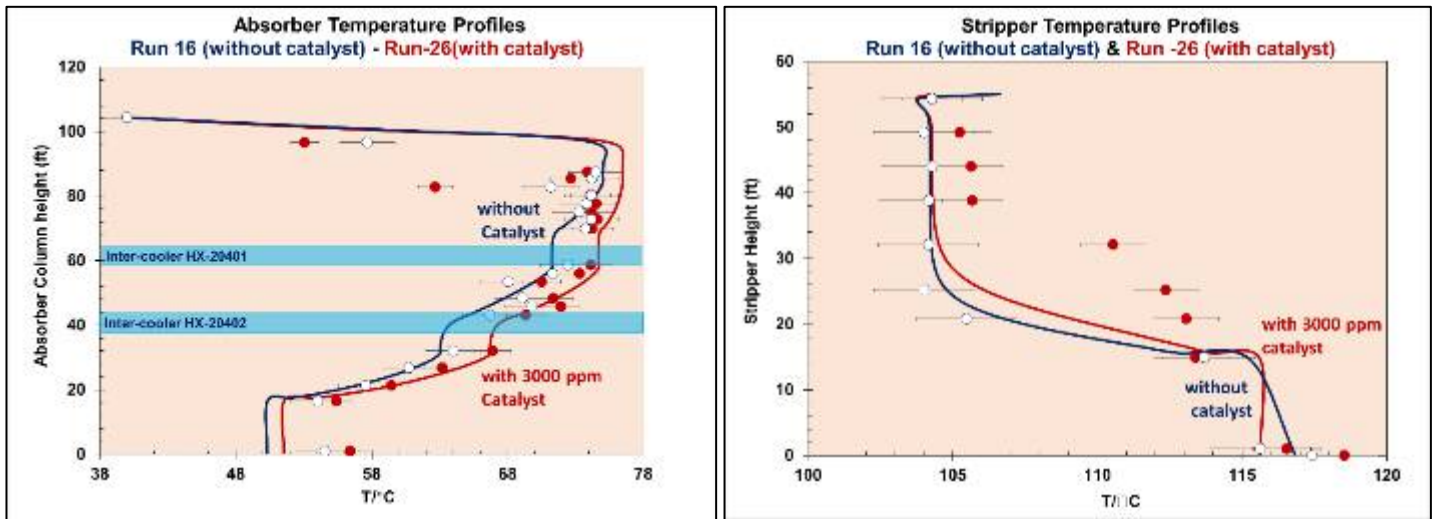 Absorber Temperature Profiles
Run 16 (without catalyst) - Run-26(with catalyst)
120
100
80
60
40
20
0
Absorber Column height (ft)
without
Catalyst
Inter-cooler HX-20401
Inter-cooler HX-20402
with 3000 ppm
Catalyst
38
48
58
68
78
T/°C
Stripper Temperature Profiles
Run 16 (without catalyst) & Run -26 (with catalyst)
60
50
40
30
20
10
0
Stripper Height (ft)
with 3000 ppm
catalyst
without
catalyst
100
105
110
115
120
T/□C